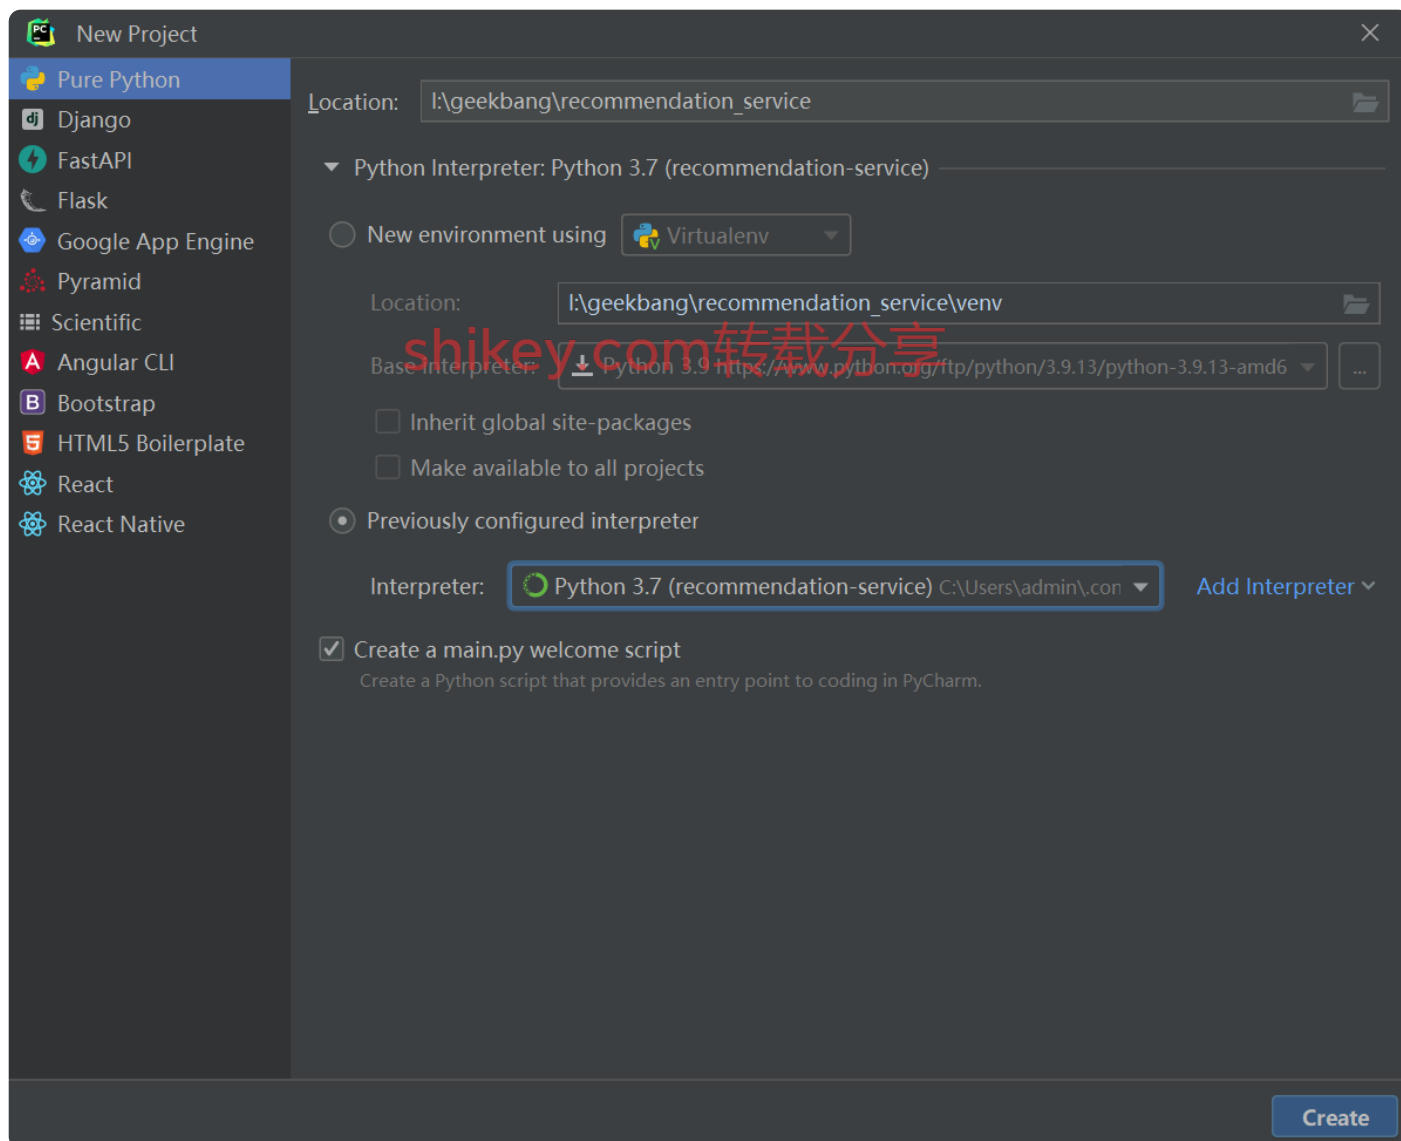 New Project
Pure Python
Django
FastAPI
Flask
Google App Engine
Pyramid
Scientific
Angular CLI
Bootstrap
HTML5 Boilerplate
React
React Native
Location: I:\geekbang\recommendation_service
Python Interpreter: Python 3.7 (recommendation-service)
New environment using Virtualenv
Location: I:\geekbang\recommendation_service\venv
shikey.com转载分享
Base interpreter: Python 3.9 https://www.python.org/ftp/python/3.9.13/python-3.9.13-amd6 ...
Inherit global site-packages
Make available to all projects
Previously configured interpreter
Interpreter: Python 3.7 (recommendation-service) C:\Users\admin\.con Add Interpreter
Create a main.py welcome script
Create a Python script that provides an entry point to coding in PyCharm.
Create